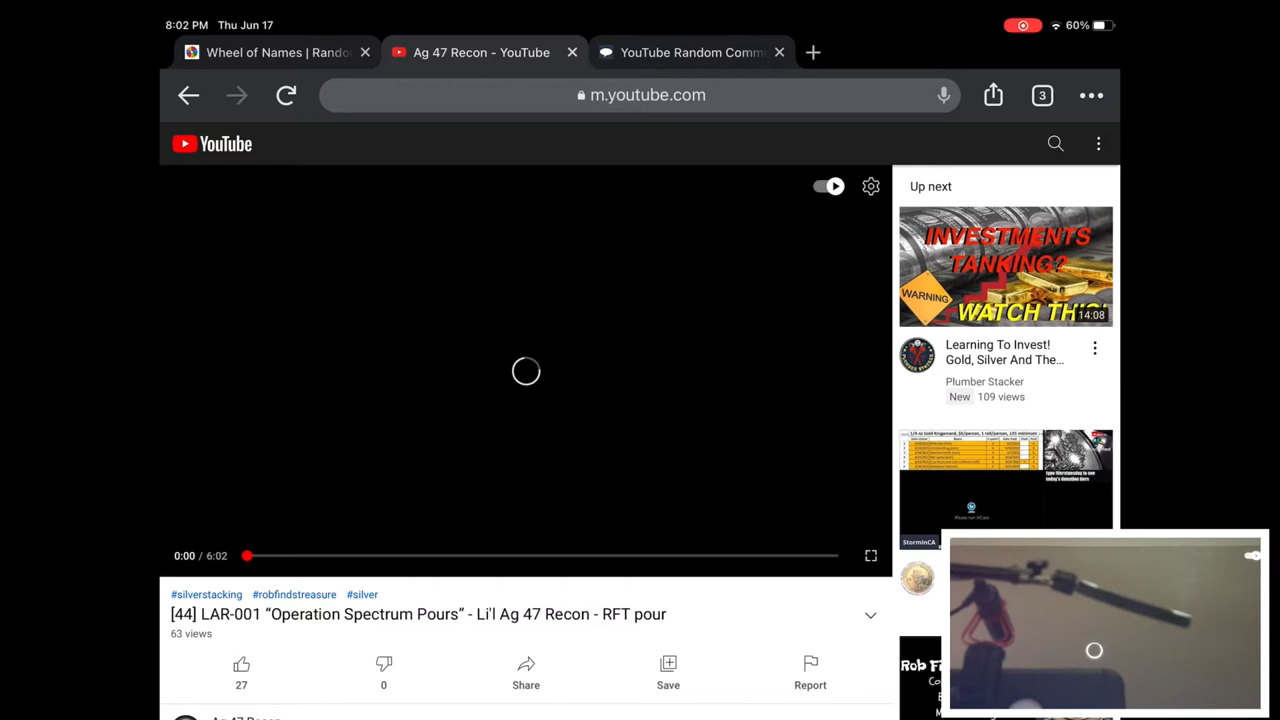 8:02 PM Thu Jun 17
60%
Wheel of Names | Rando
Ag 47 Recon - YouTube
YouTube Random Comm
m.youtube.com
3
YouTube
Up next
INVESTMENTS
TANKING?
WARNING
WATCH THIS
14:08
Learning To Invest!
Gold, Silver And The...
Plumber Stacker
New 109 views
StorminCA
0:00 / 6:02
#silverstacking #robfindstreasure #silver
[44] LAR-001 “Operation Spectrum Pours” - Li'l Ag 47 Recon - RFT pour
63 views
27
0
Share
Save
Report
Rob Fi
Co